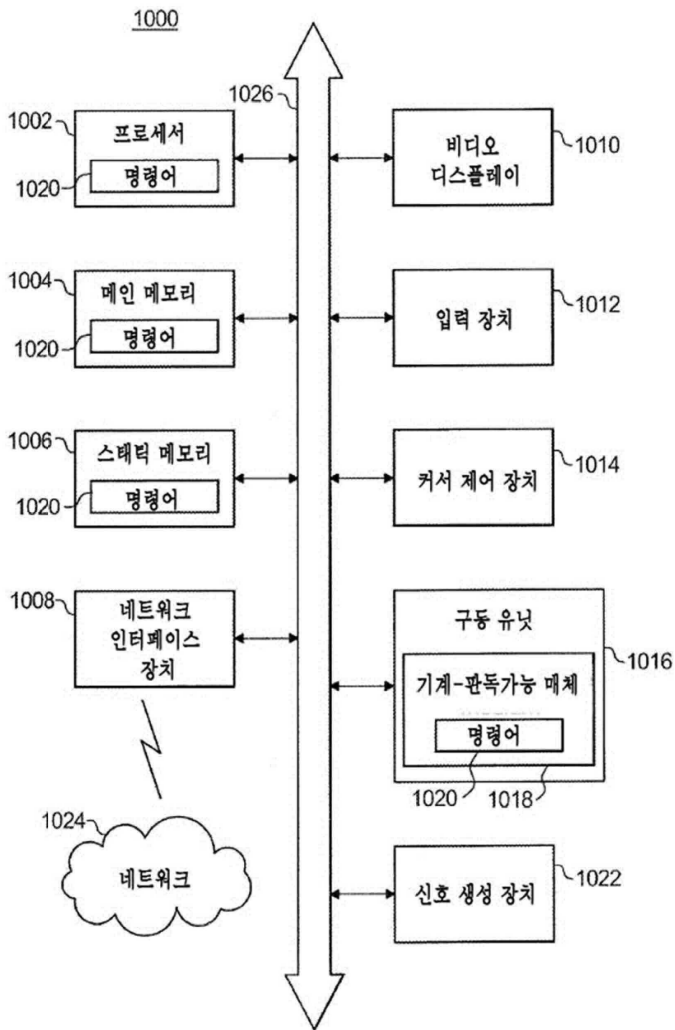 1000
1026
1002
프로세서
1020
명령어
1004
메인 메모리
1020
명령어
1006
스태틱 메모리
1020
명령어
1008
네트워크
인터페이스
장치
1024
네트워크
비디오
디스플레이
1010
입력 장치
1012
커서 제어 장치
1014
구동 유닛
1016
기계-판독가능 매체
명령어
1020
1018
신호 생성 장치
1022